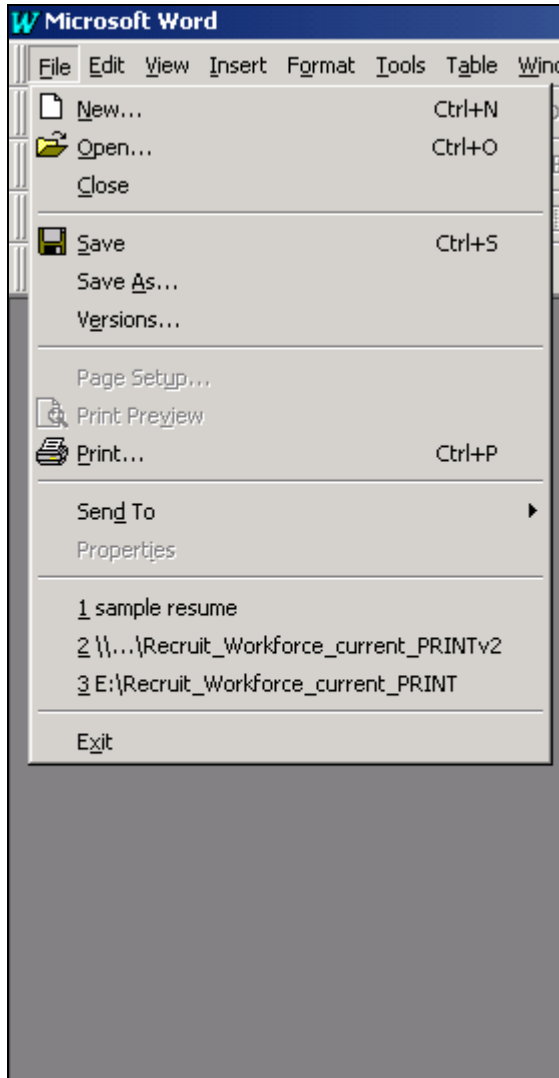 W Microsoft Word
File Edit View Insert Format Tools Table
New... Ctrl+N
Open... Ctrl+O
Close
Save Ctrl+S
Save As...
Versions...
Page Setup...
Print Preview
Print... Ctrl+P
Send To
Properties
1 sample resume
2 \\...\Recruit_Workforce_current_PRINTv2
3 E:\Recruit_Workforce_current_PRINT
Exit